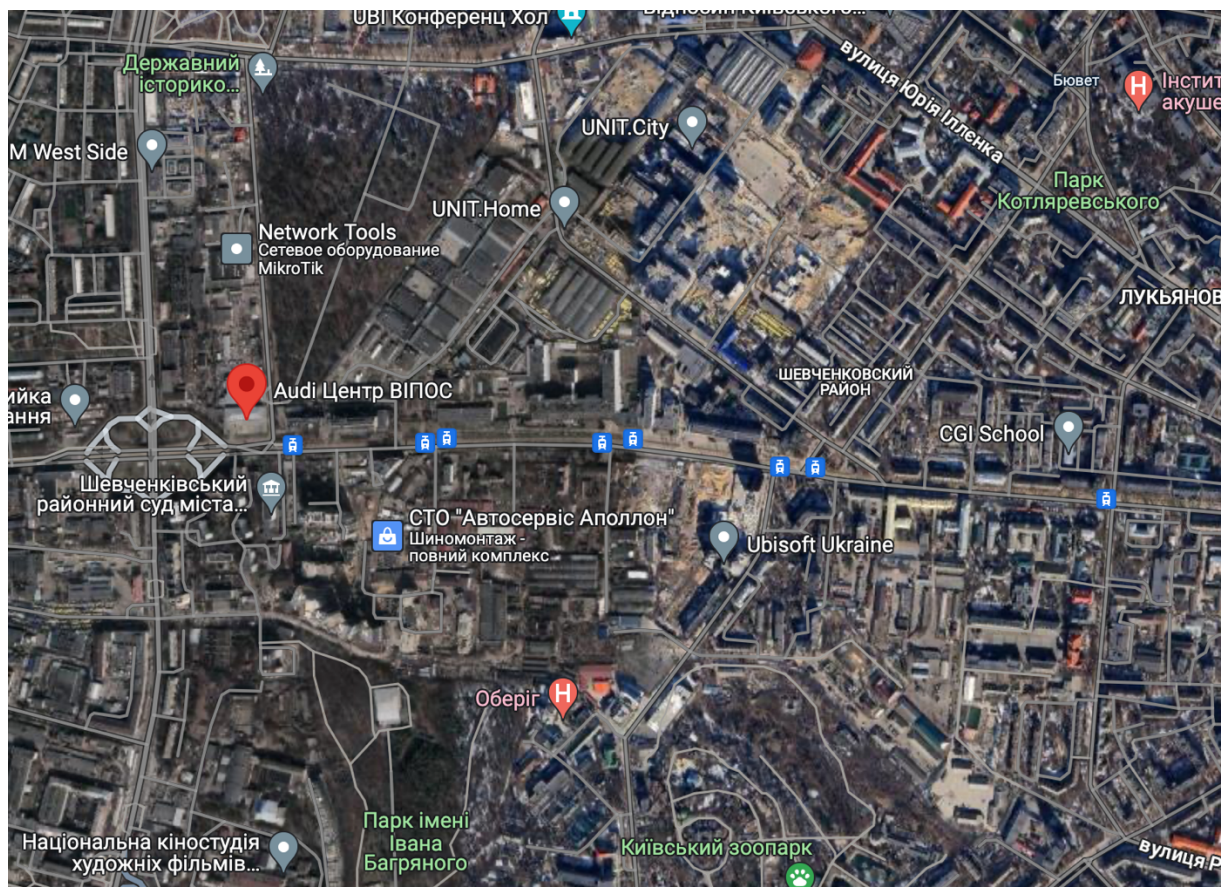 UBI Конференц Хол
Відносин Київського...
Державний
історико...
вулиця Юрія Іллєнка
Бювет
Інстит
акуше
UNIT.City
M West Side
Парк
Котляревського
UNIT.Home
Network Tools
Сетевое оборудование
MikroTik
ЛУКЬЯНОВ
ШЕВЧЕНКОВСКИЙ
РАЙОН
Audi Центр ВІПОС
ийка
ання
CGI School
Шевченківський
районний суд міста...
СТО "Автосервіс Аполлон"
Шиномонтаж -
повний комплекс
Ubisoft Ukraine
Оберіг
Парк імені
Івана
Багряного
Національна кіностудія
художніх фільмів...
Київський зоопарк
вулиця Р